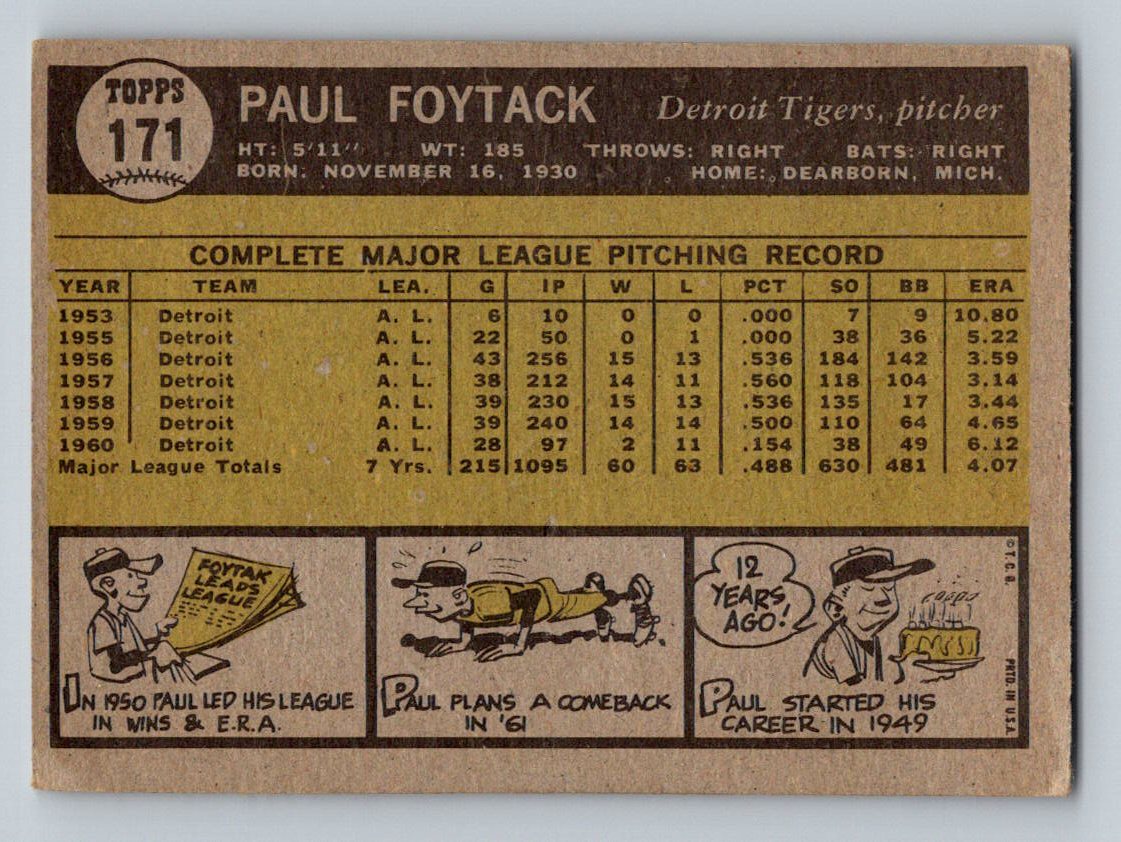 TOPPS
171
PAUL FOYTACK Detroit Tigers, pitcher
HT: 5'11" WT: 185 THROWS: RIGHT BATS: RIGHT
BORN: NOVEMBER 16, 1930 HOME: DEARBORN, MICH.
COMPLETE MAJOR LEAGUE PITCHING RECORD
YEAR TEAM LEA. G IP W L PCT SO BB ERA
1953 Detroit A. L. 6 10 0 0 .000 7 9 10.80
1955 Detroit A. L. 22 50 0 1 .000 38 36 5.22
1956 Detroit A. L. 43 256 15 13 .536 184 142 3.59
1957 Detroit A. L. 38 212 14 11 .560 118 104 3.14
1958 Detroit A. L. 39 230 15 13 .536 135 17 3.44
1959 Detroit A. L. 39 240 14 14 .500 110 64 4.65
1960 Detroit A. L. 28 97 2 11 .154 38 49 6.12
Major League Totals 7 Yrs. 215 1095 60 63 .488 630 481 4.07
FOYTAK
LEADS
LEAGUE
IN 1950 PAUL LED HIS LEAGUE
IN WINS & E.R.A.
PAUL PLANS A COMEBACK
IN '61
12
YEARS
AGO!
PAUL STARTED HIS
CAREER IN 1949
© T. C. G.
PRTD. IN U.S.A.